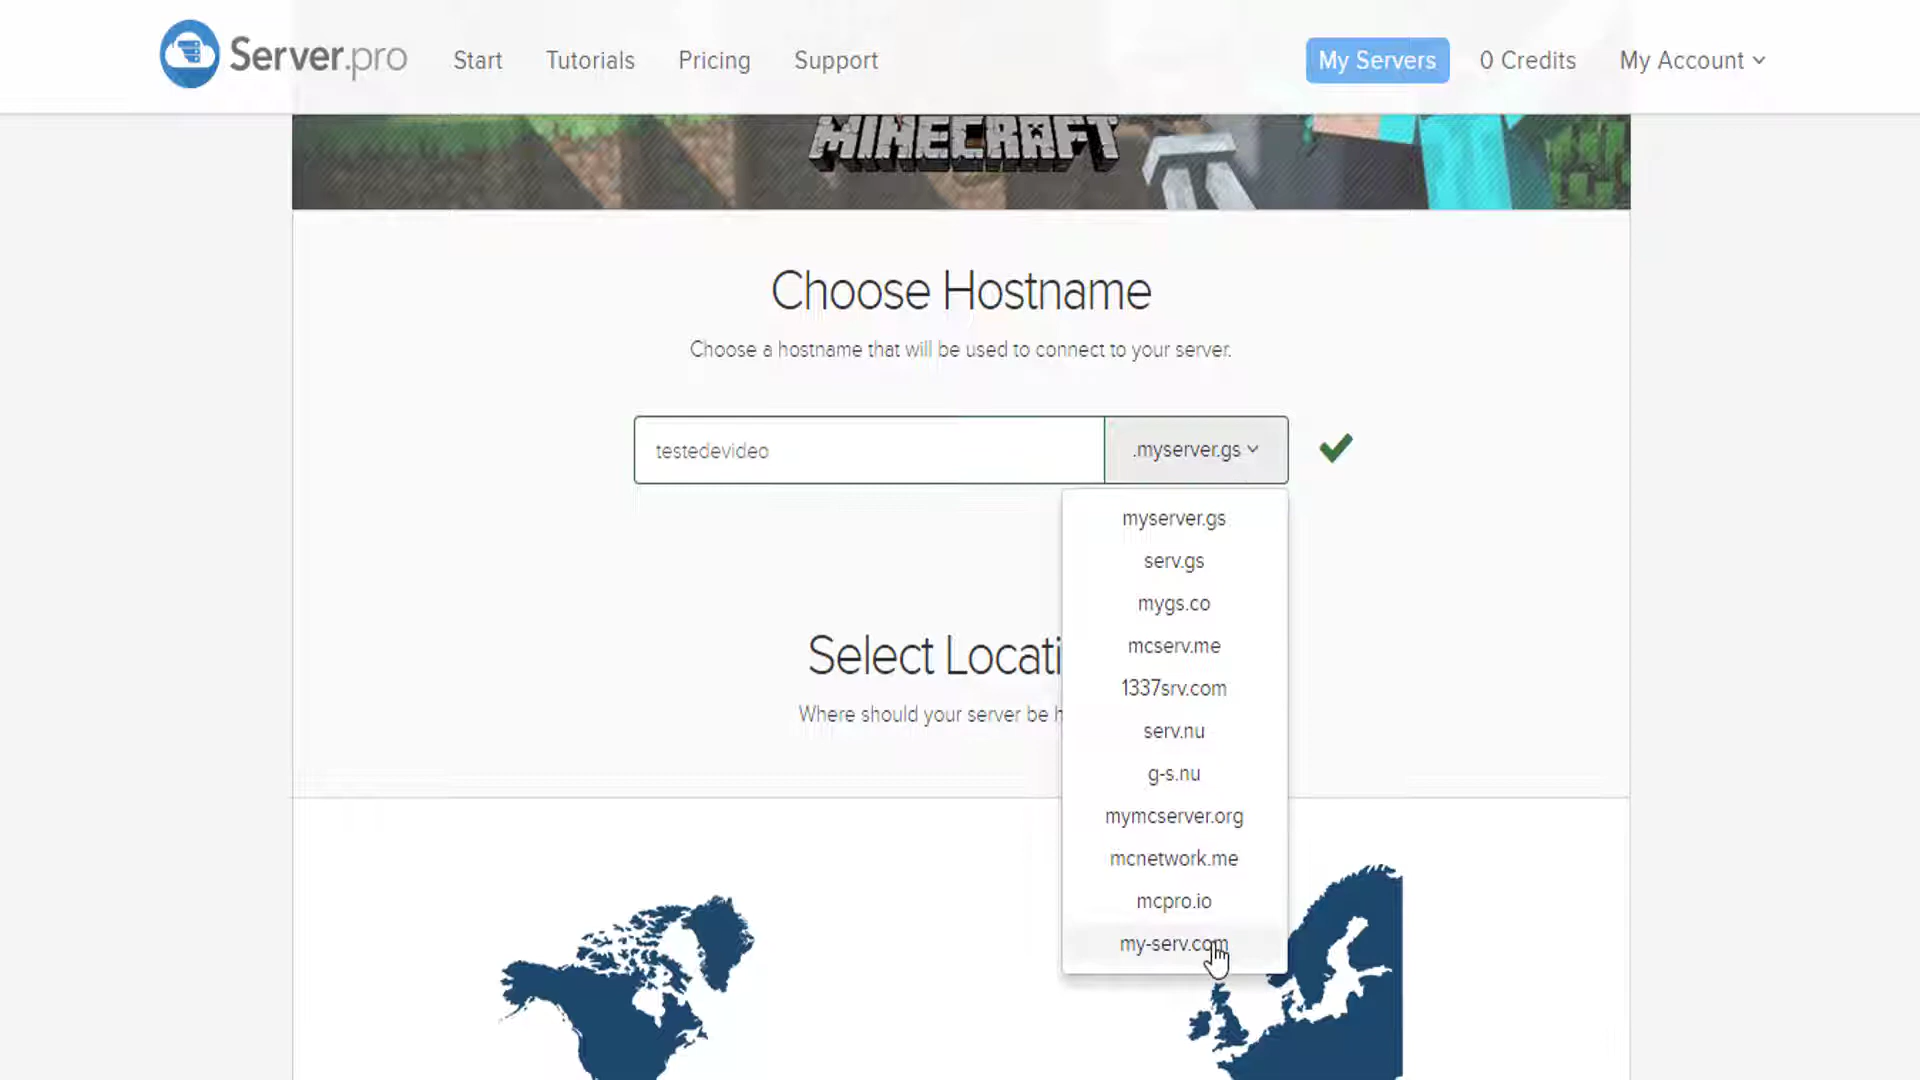 Server.pro
Start
Tutorials
Pricing
Support
My Servers
0 Credits
My Account
MINECRAFT
Choose Hostname
Choose a hostname that will be used to connect to your server.
testedevideo
.myserver.gs
myserver.gs
serv.gs
mygs.co
mcserv.me
1337srv.com
serv.nu
g-s.nu
mymcserver.org
mcnetwork.me
mcpro.io
my-serv.com
Select Locati
Where should your server be h